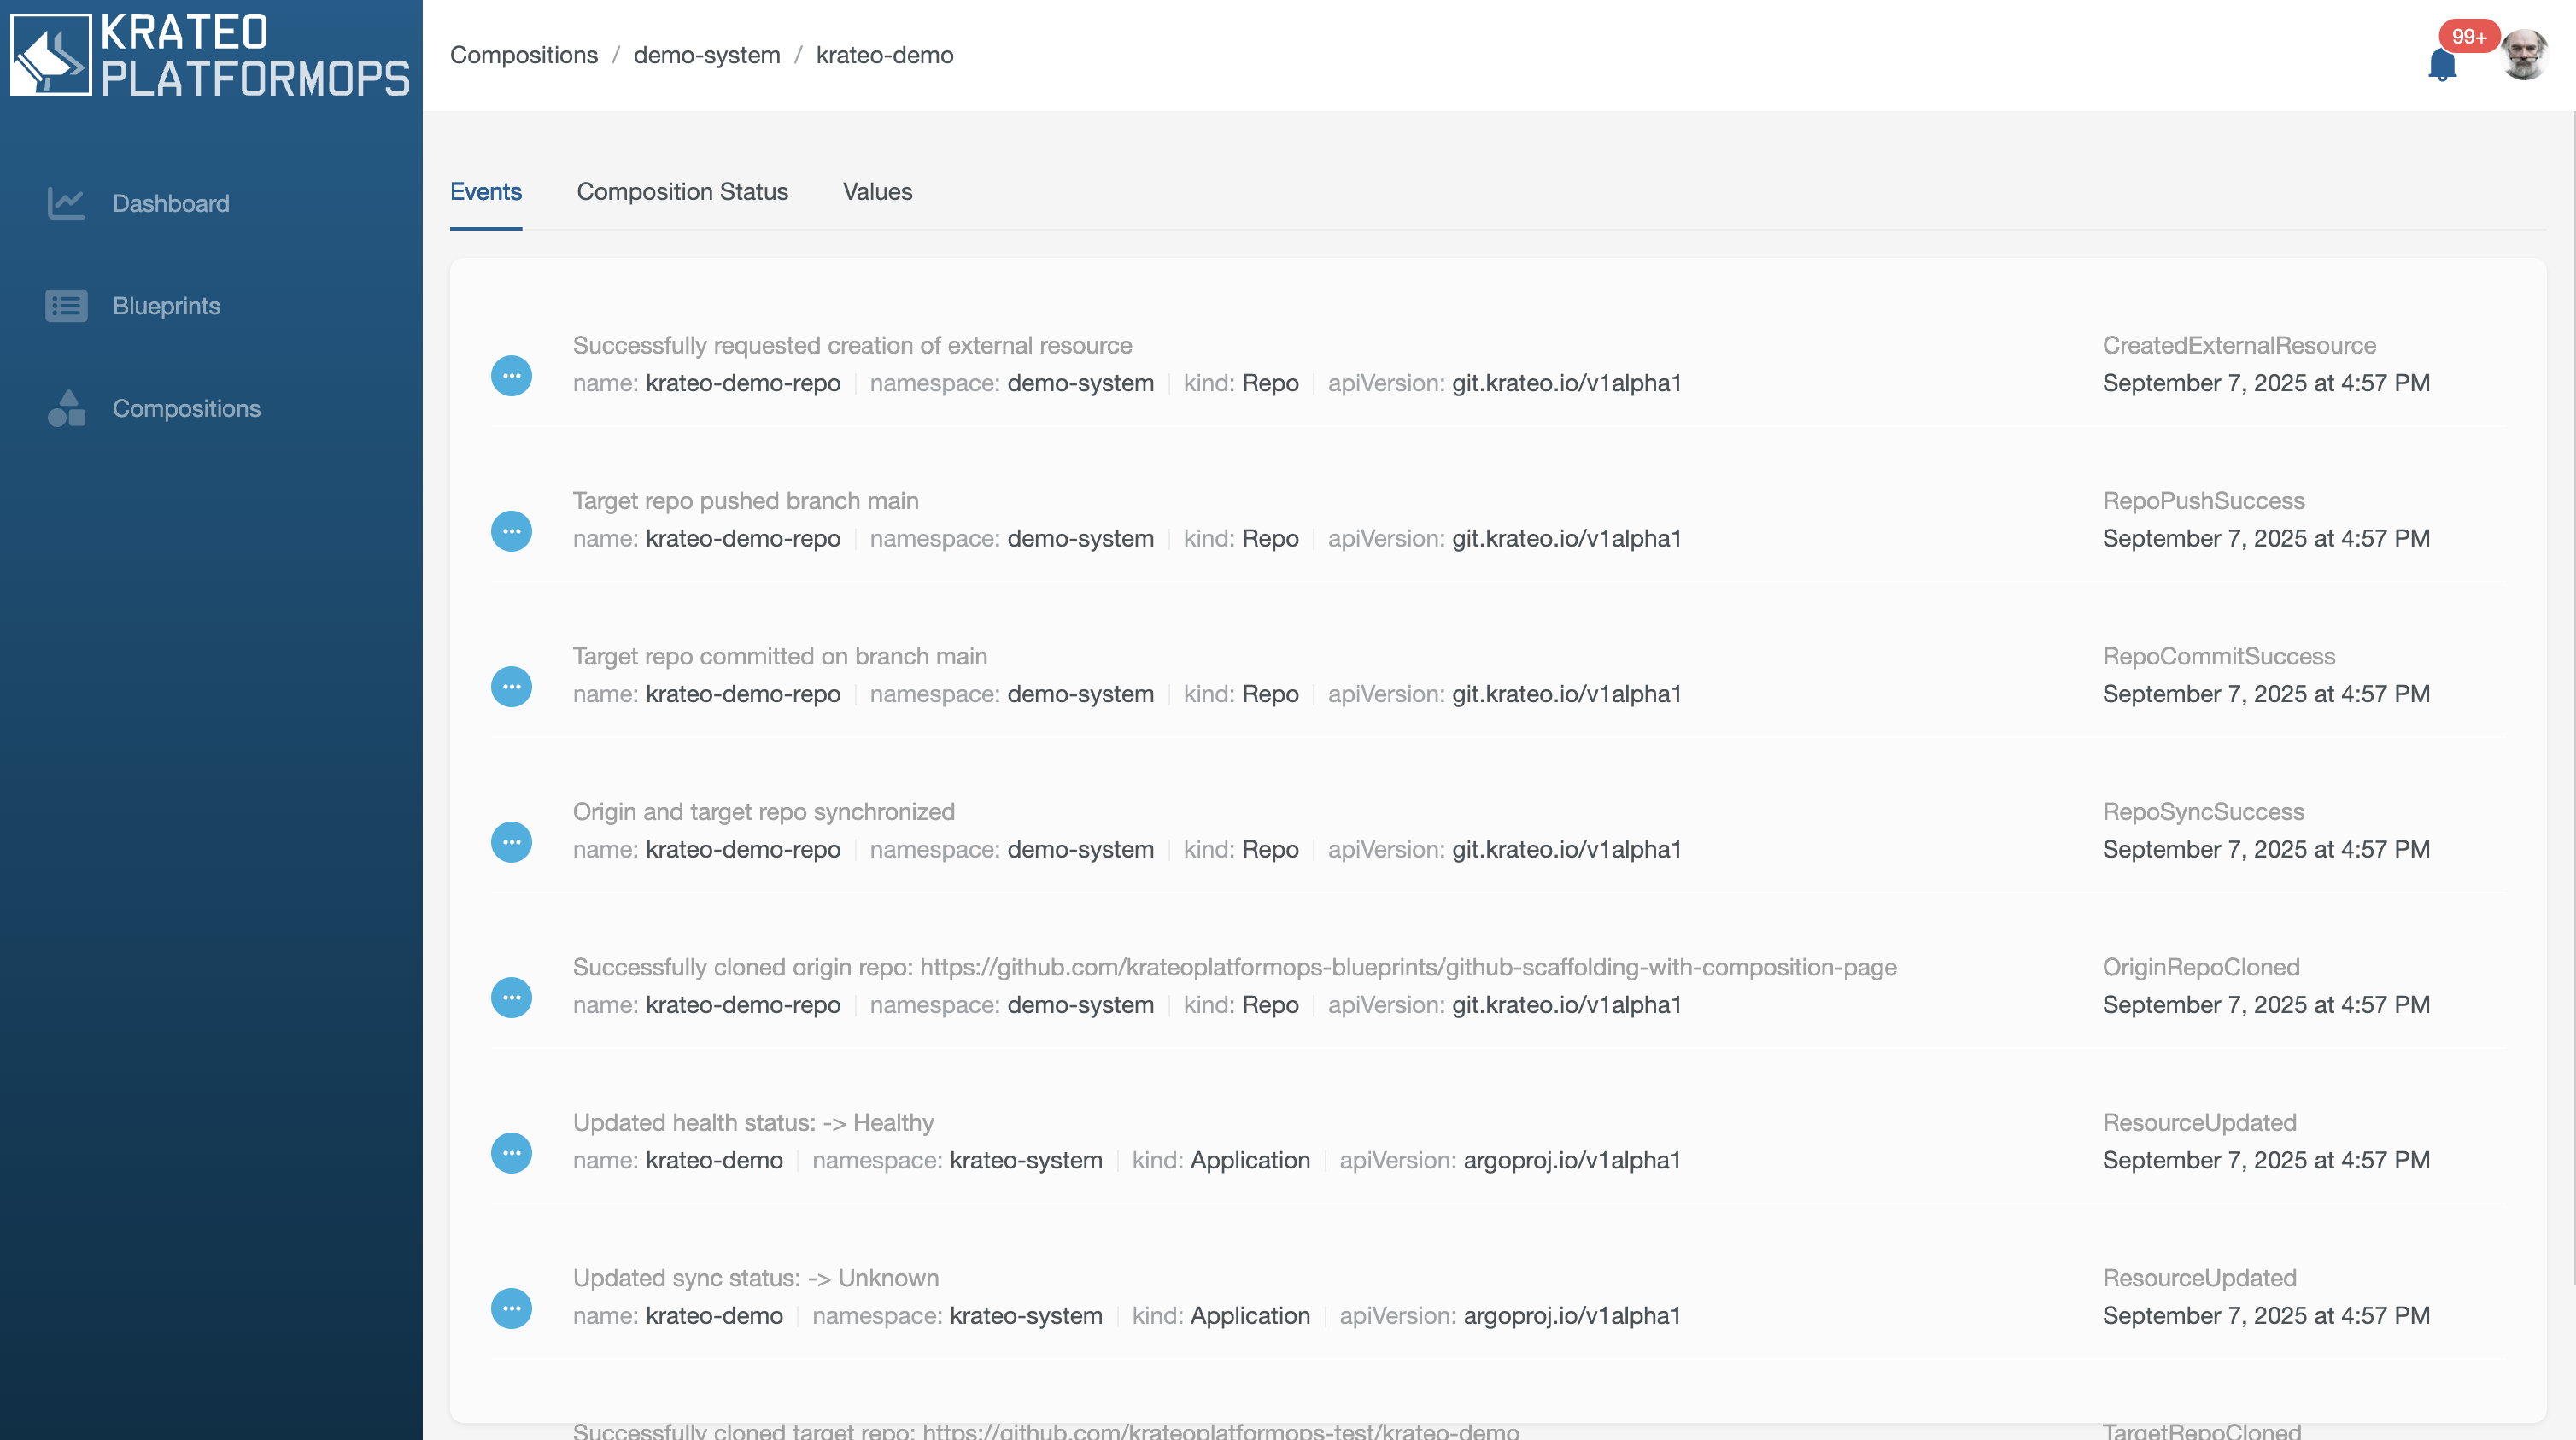 KRATEO
PLATFORMOPS
Compositions / demo-system / krateo-demo
99+
Dashboard
Blueprints
Compositions
Events
Composition Status
Values
Successfully requested creation of external resource
CreatedExternalResource
name: krateo-demo-repo | namespace: demo-system | kind: Repo | apiVersion: git.krateo.io/v1alpha1
September 7, 2025 at 4:57 PM
Target repo pushed branch main
RepoPushSuccess
name: krateo-demo-repo | namespace: demo-system | kind: Repo | apiVersion: git.krateo.io/v1alpha1
September 7, 2025 at 4:57 PM
Target repo committed on branch main
RepoCommitSuccess
name: krateo-demo-repo | namespace: demo-system | kind: Repo | apiVersion: git.krateo.io/v1alpha1
September 7, 2025 at 4:57 PM
Origin and target repo synchronized
RepoSyncSuccess
name: krateo-demo-repo | namespace: demo-system | kind: Repo | apiVersion: git.krateo.io/v1alpha1
September 7, 2025 at 4:57 PM
Successfully cloned origin repo: https://github.com/krateoplatformops-blueprints/github-scaffolding-with-composition-page
OriginRepoCloned
name: krateo-demo-repo | namespace: demo-system | kind: Repo | apiVersion: git.krateo.io/v1alpha1
September 7, 2025 at 4:57 PM
Updated health status: -> Healthy
ResourceUpdated
name: krateo-demo | namespace: krateo-system | kind: Application | apiVersion: argoproj.io/v1alpha1
September 7, 2025 at 4:57 PM
Updated sync status: -> Unknown
ResourceUpdated
name: krateo-demo | namespace: krateo-system | kind: Application | apiVersion: argoproj.io/v1alpha1
September 7, 2025 at 4:57 PM
Successfully cloned target repo: https://github.com/krateoplatformops-test/krateo-demo
TargetRepoCloned